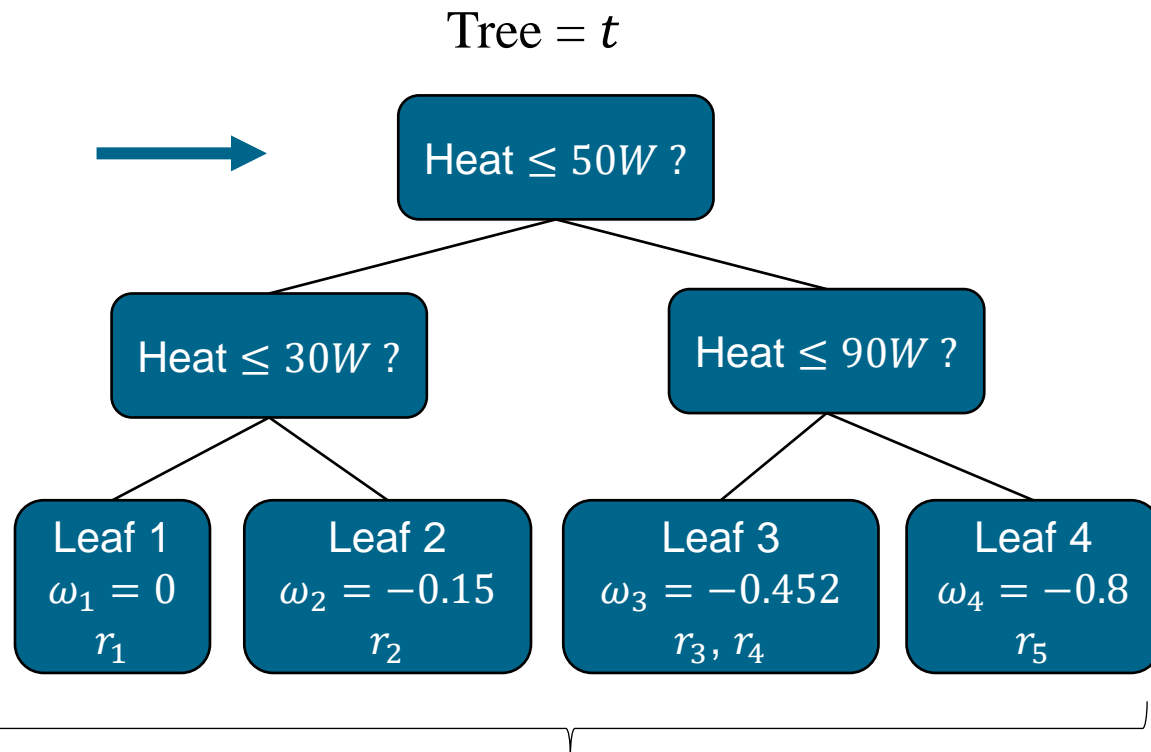 Tree = t
Heat ≤ 50W ?
Heat ≤ 30W ?
Heat ≤ 90W ?
Leaf 1
ω₁ = 0
r₁
Leaf 2
ω₂ = −0.15
r₂
Leaf 3
ω₃ = −0.452
r₃, r₄
Leaf 4
ω₄ = −0.8
r₅